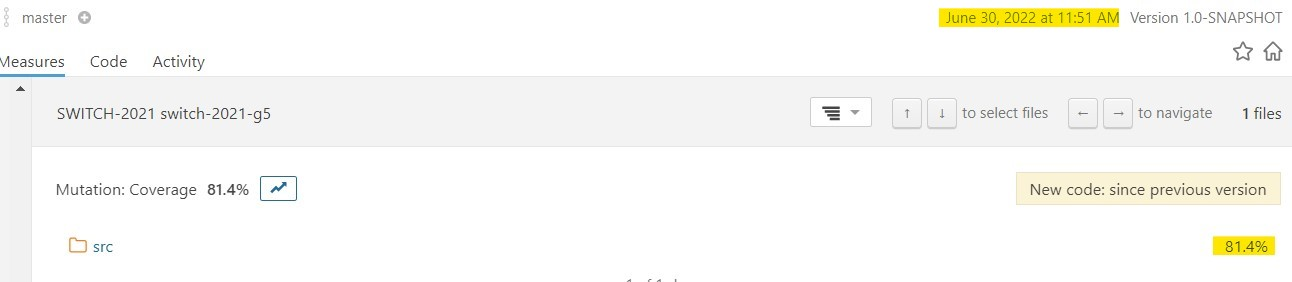 master
June 30, 2022 at 11:51 AM Version 1.0-SNAPSHOT
Measures Code Activity
SWITCH-2021 switch-2021-g5
↑ ↓ to select files ← → to navigate 1 files
Mutation: Coverage 81.4%
New code: since previous version
src 81.4%